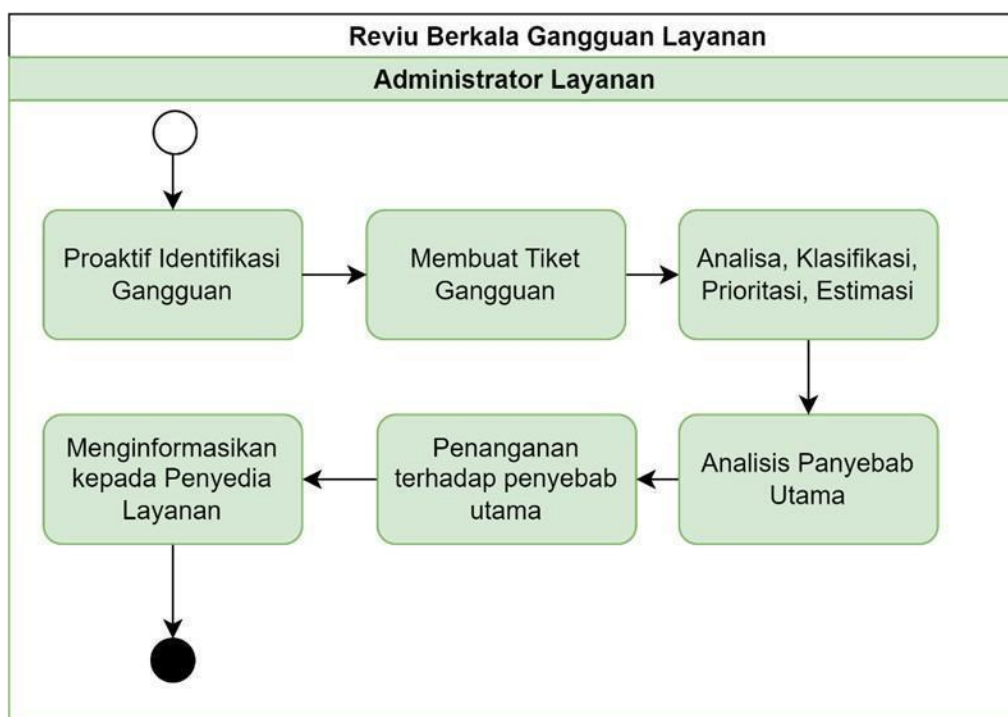 Reviu Berkala Gangguan Layanan
Administrator Layanan
Proaktif Identifikasi
Gangguan
Membuat Tiket
Gangguan
Analisa, Klasifikasi,
Prioritasi, Estimasi
Analisis Panyebab
Utama
Penanganan
terhadap penyebab
utama
Menginformasikan
kepada Penyedia
Layanan